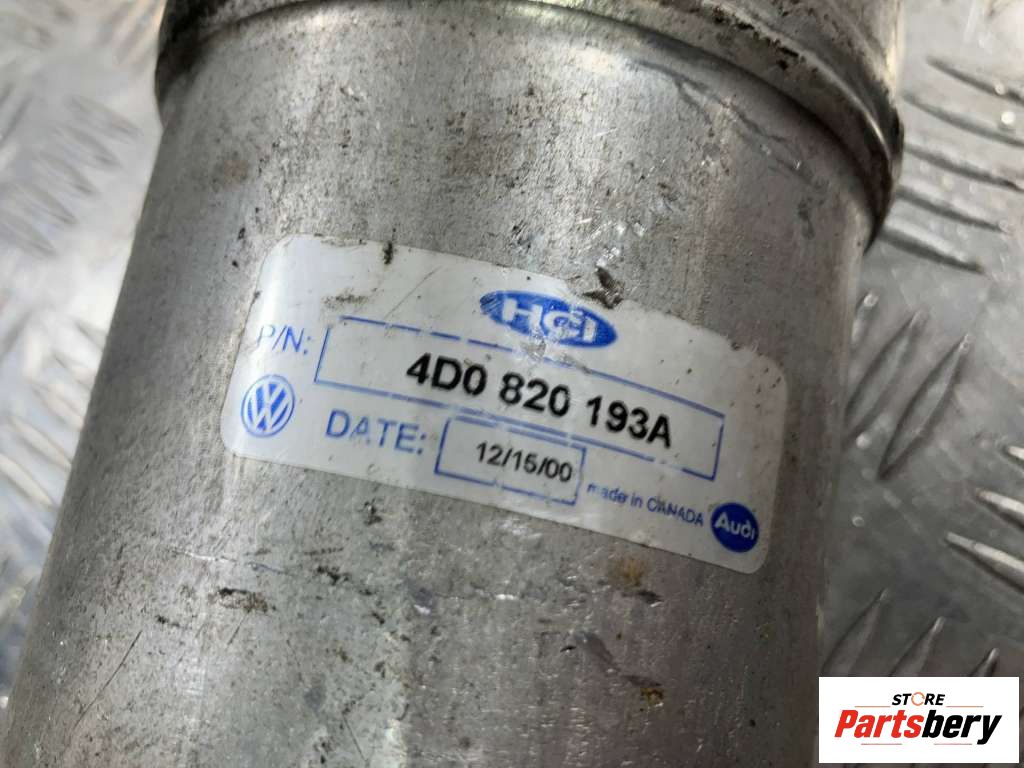 HCi
P/N: 4D0 820 193A
DATE: 12/15/00 made in CANADA Audi
STORE
Partsbery